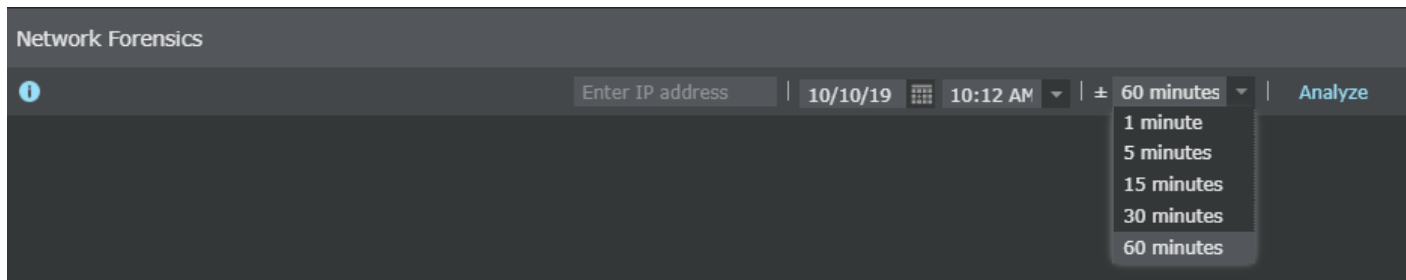 Network Forensics
Enter IP address | 10/10/19 10:12 AM | ± 60 minutes | Analyze
1 minute
5 minutes
15 minutes
30 minutes
60 minutes